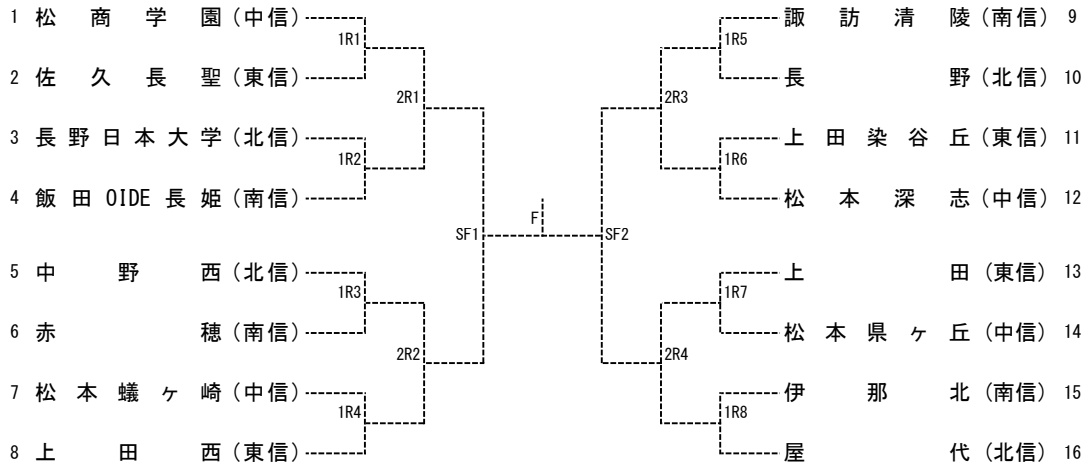 1 松商学園(中信)
1R1
2 佐久長聖(東信)
2R1
3 長野日本大学(北信)
1R2
4 飯田OIDE長姫(南信)
SF1
5 中野西(北信)
1R3
6 赤穂(南信)
2R2
7 松本蟻ヶ崎(中信)
1R4
8 上田西(東信)
F
諏訪清陵(南信) 9
1R5
長野(北信) 10
2R3
上田染谷丘(東信) 11
1R6
松本深志(中信) 12
SF2
上田(東信) 13
1R7
松本県ヶ丘(中信) 14
2R4
伊那北(南信) 15
1R8
屋代(北信) 16